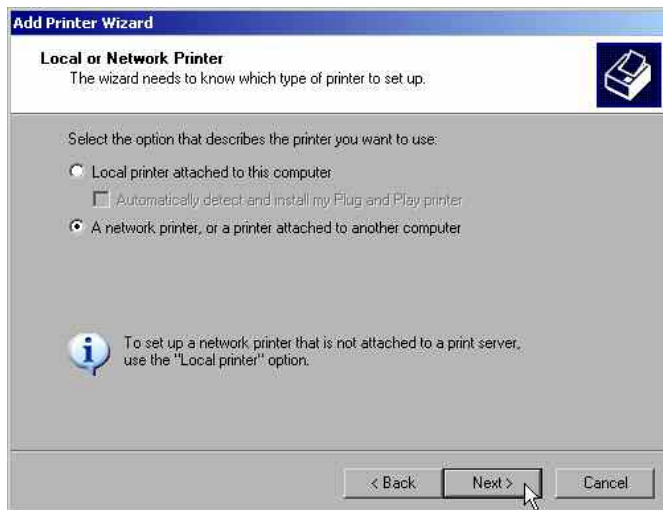 Add Printer Wizard
Local or Network Printer
The wizard needs to know which type of printer to set up.
Select the option that describes the printer you want to use:
Local printer attached to this computer
Automatically detect and install my Plug and Play printer
A network printer, or a printer attached to another computer
To set up a network printer that is not attached to a print server,
use the "Local printer" option.
< Back
Next >
Cancel